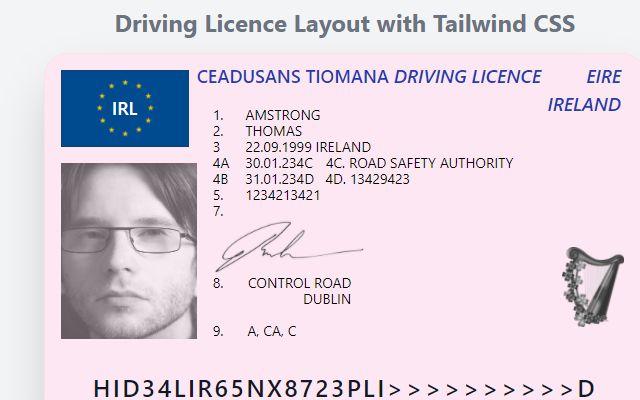 Driving Licence Layout with Tailwind CSS
IRL
CEADUSANS TIOMANA DRIVING LICENCE EIRE
IRELAND
1. AMSTRONG
2. THOMAS
3 22.09.1999 IRELAND
4A 30.01.234C 4C. ROAD SAFETY AUTHORITY
4B 31.01.234D 4D. 13429423
5. 1234213421
7.
8. CONTROL ROAD
DUBLIN
9. A, CA, C
HID34LIR65NX8723PLI>>>>>>>>>>D